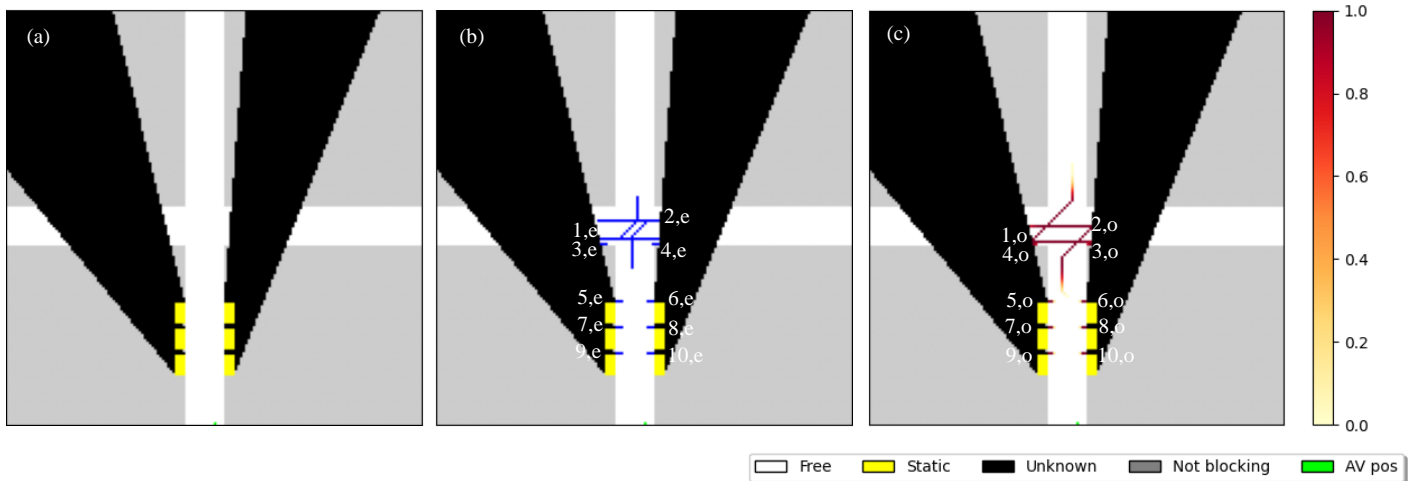 (a)
(b)
(c)
1.0
0.8
0.6
0.4
0.2
0.0
1,e
2,e
3,e
4,e
5,e
6,e
7,e
8,e
9,e
10,e
1,o
2,o
4,o
3,o
5,o
6,o
7,o
8,o
9,o
10,o
Free
Static
Unknown
Not blocking
AV pos